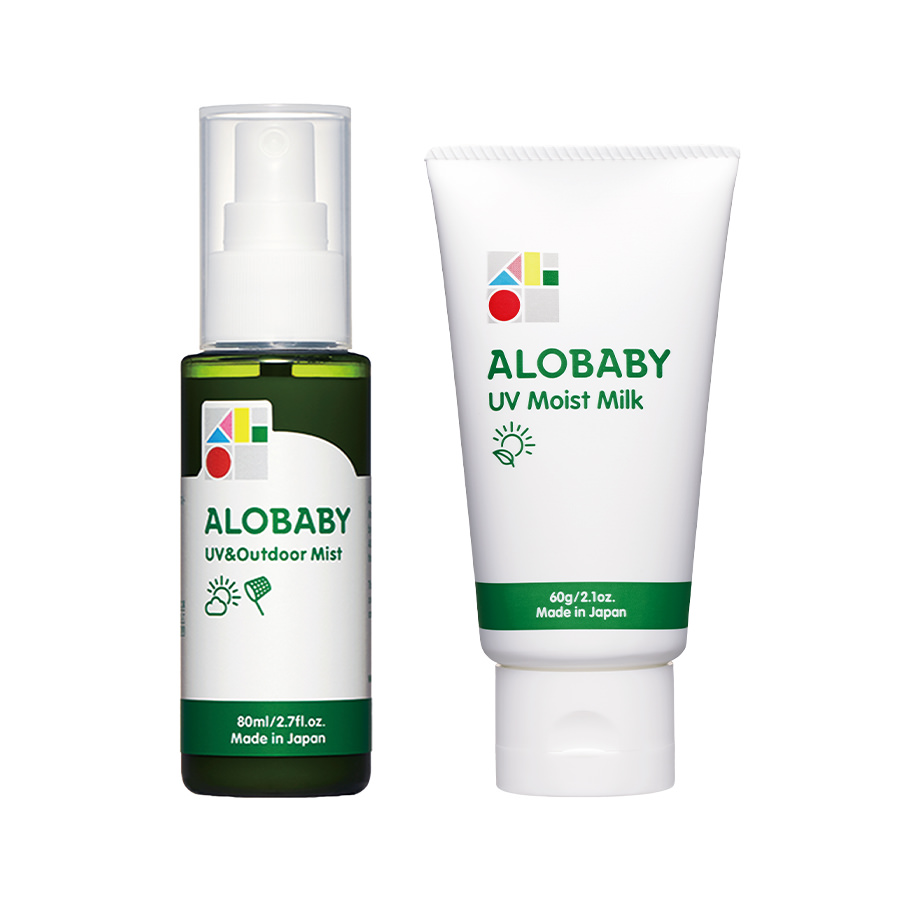 ALOBABY
UV&Outdoor Mist
80ml/2.7fl.oz.
Made in Japan
ALOBABY
UV Moist Milk
60g/2.1oz.
Made in Japan